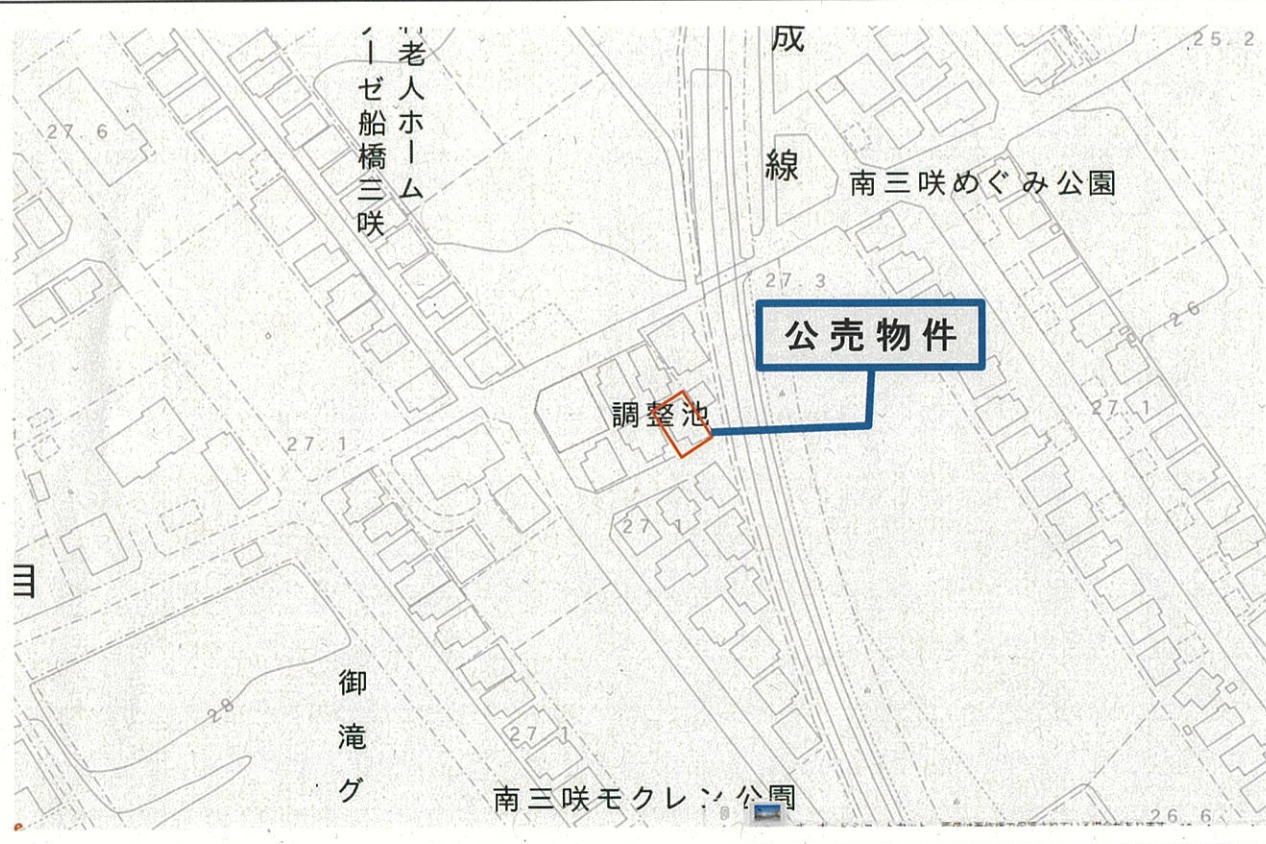 老人ホーム
ーゼ船橋三咲
成
線
25.2
27.6
南三咲めぐみ公園
27.3
公売物件
26
27.1
調整池
27.1
27.1
目
御滝グ
28
27.1
南三咲モクレン公園
26.6